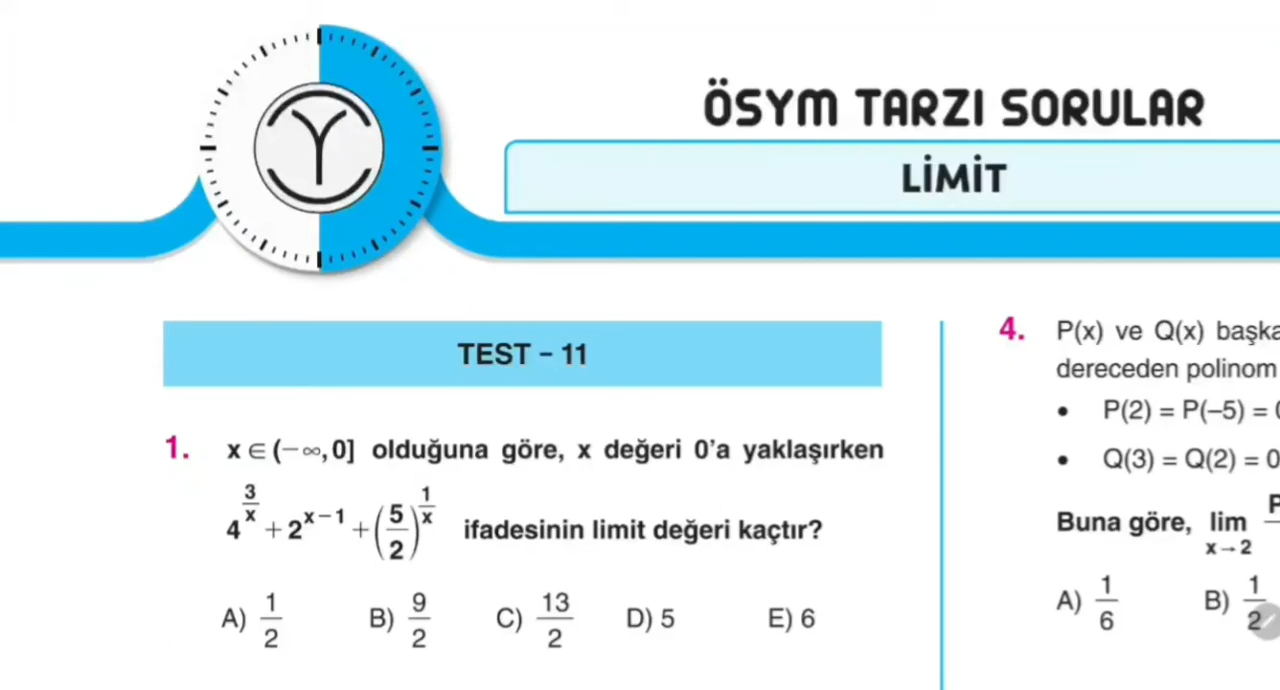 ÖSYM TARZI SORULAR
LİMİT
TEST – 11
1. x ∈ (–∞, 0] olduğuna göre, x değeri 0'a yaklaşırken
4^(3/x) + 2^(x–1) + (5/2)^(1/x) ifadesinin limit değeri kaçtır?
A) 1/2 B) 9/2 C) 13/2 D) 5 E) 6
4. P(x) ve Q(x)
dereceden polinom
• P(2) = P(–5) =
• Q(3) = Q(2) = 0
Buna göre, lim x→2
A) 1/6 B) 1/2